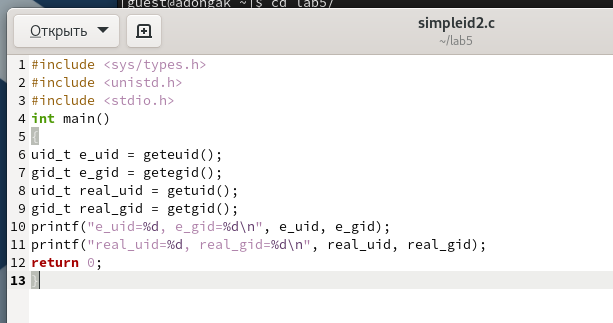 [guest@adongak ~]$ cd lab5/
Открыть
simpleid2.c
~/lab5
1 #include <sys/types.h>
2 #include <unistd.h>
3 #include <stdio.h>
4 int main()
5 {
6 uid_t e_uid = geteuid();
7 gid_t e_gid = getegid();
8 uid_t real_uid = getuid();
9 gid_t real_gid = getgid();
10 printf("e_uid=%d, e_gid=%d\n", e_uid, e_gid);
11 printf("real_uid=%d, real_gid=%d\n", real_uid, real_gid);
12 return 0;
13 }